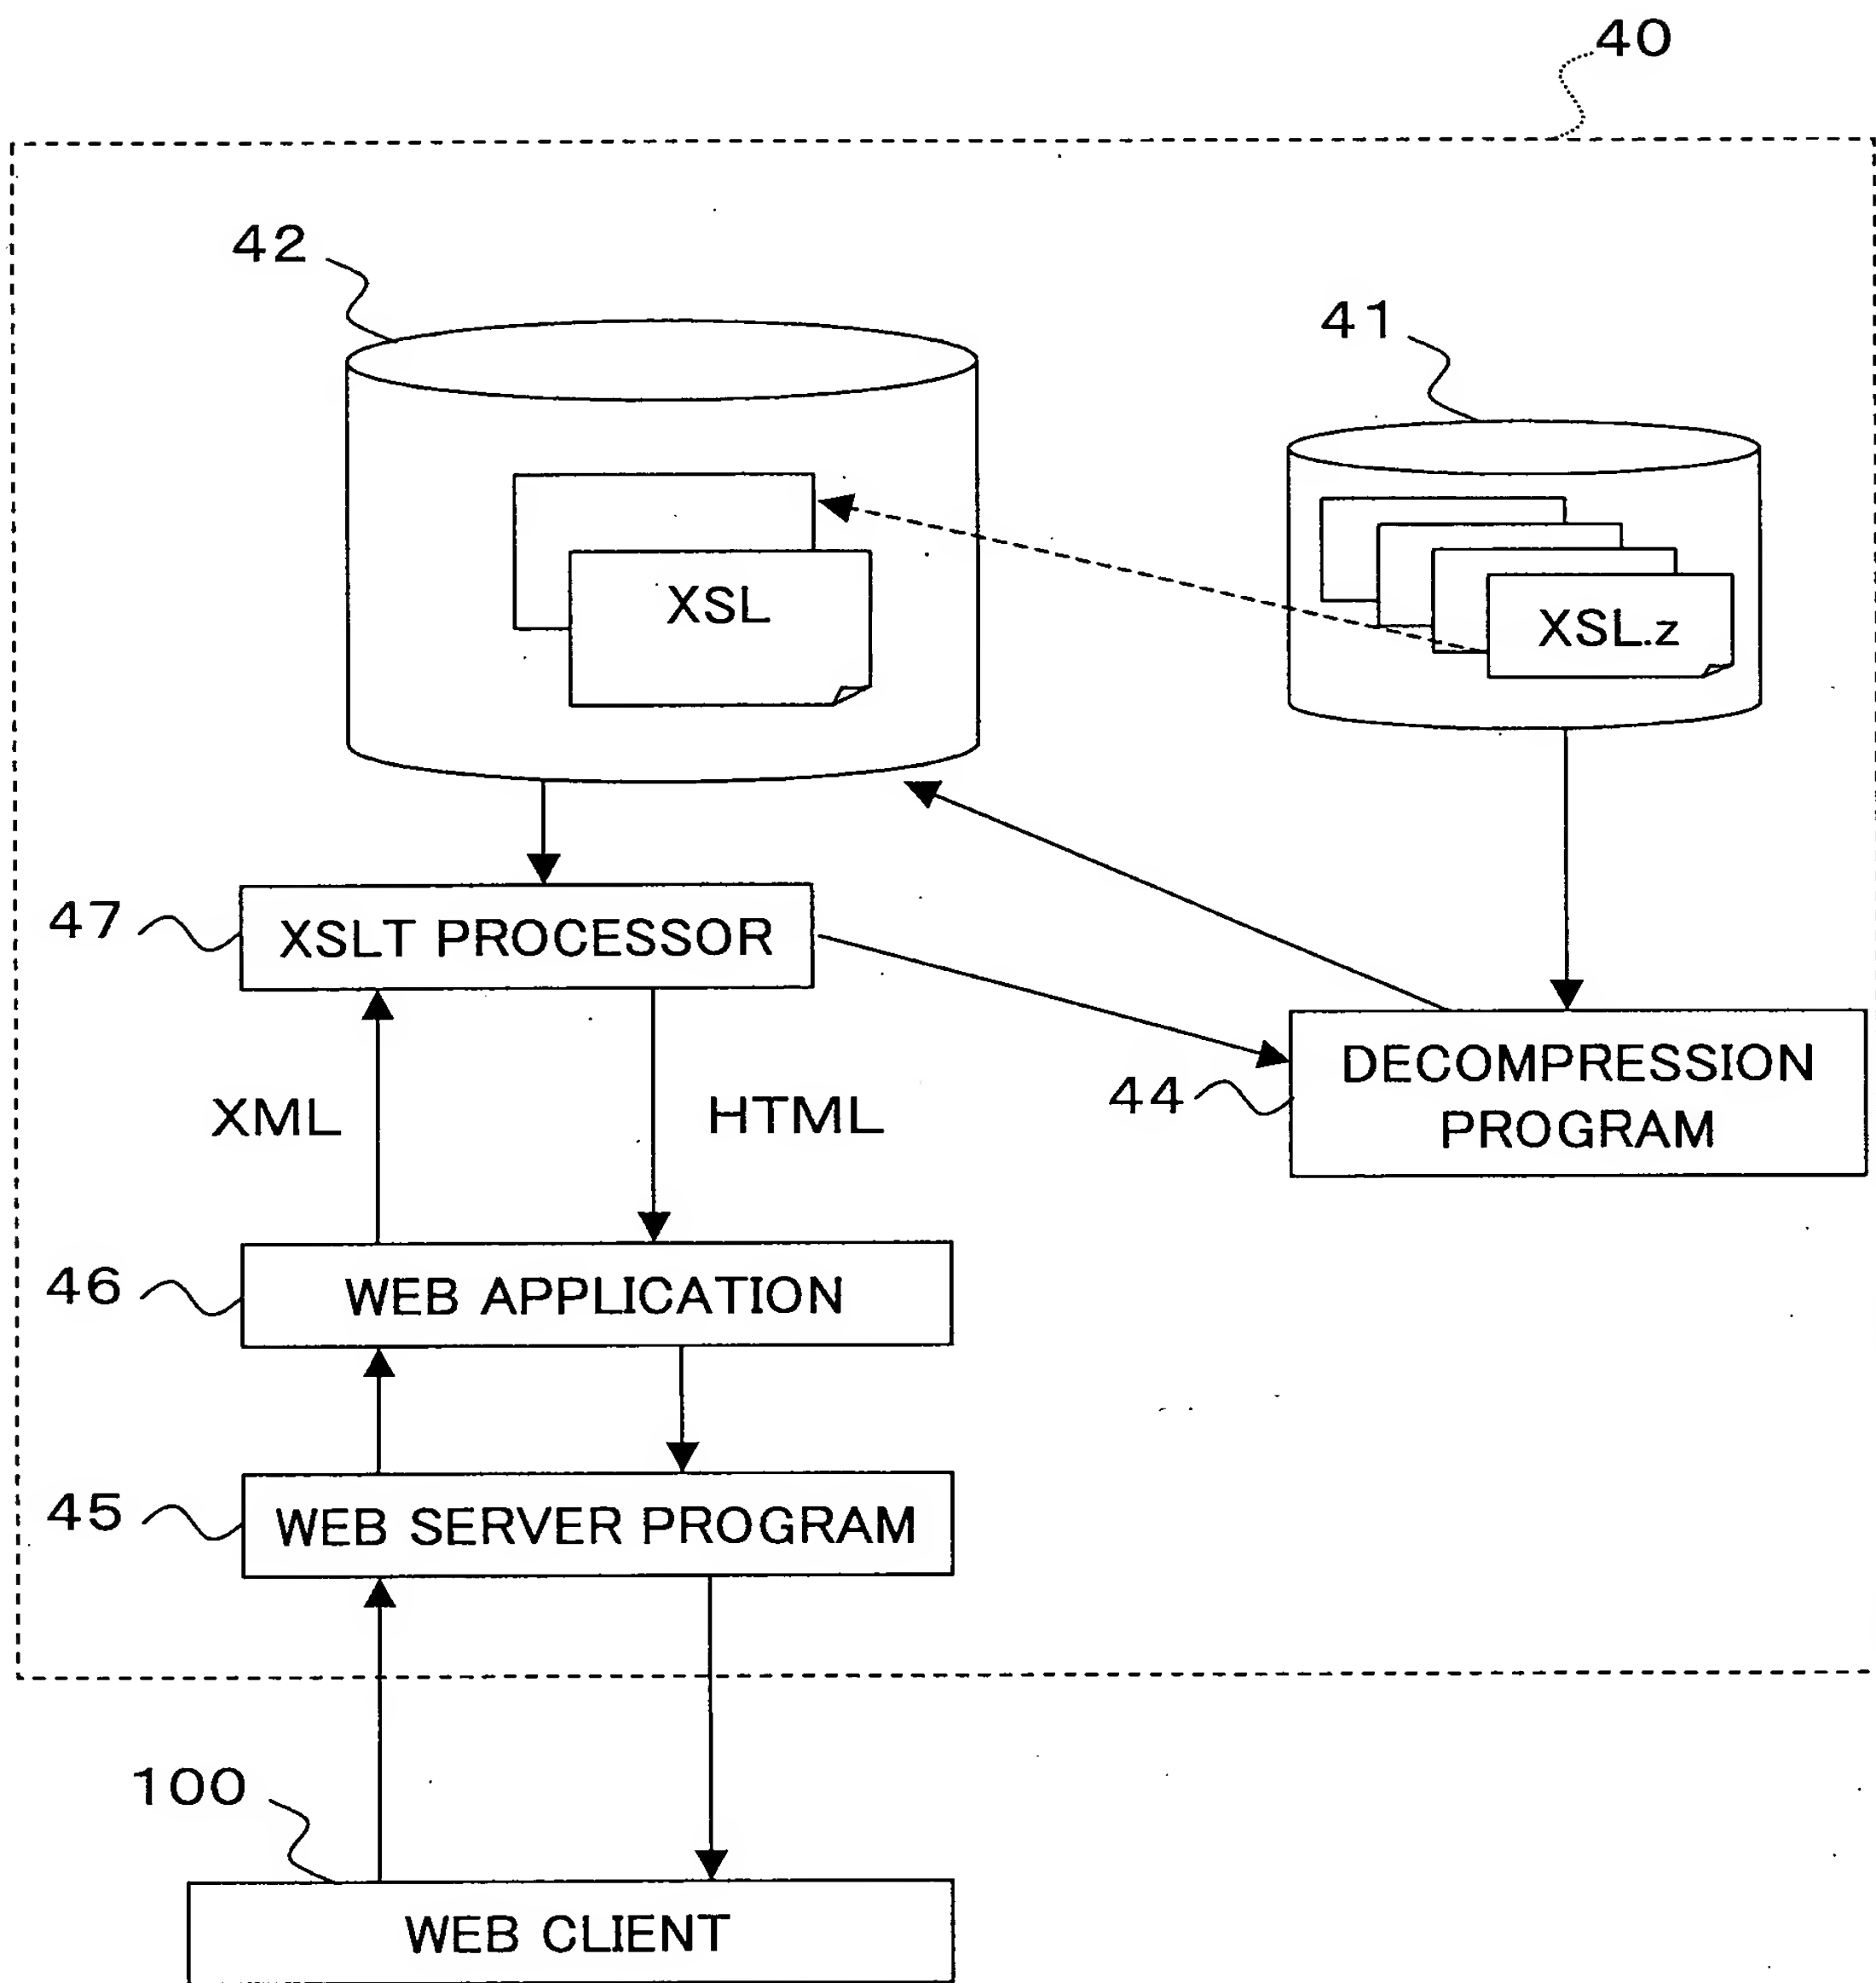 40
42
41
XSL
XSL.z
47
XSLT PROCESSOR
44
DECOMPRESSION
PROGRAM
XML
HTML
46
WEB APPLICATION
45
WEB SERVER PROGRAM
100
WEB CLIENT